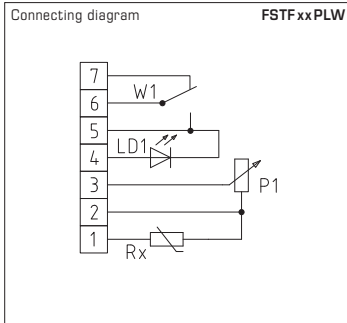 Connecting diagram FSTFxxPLW
7
6 W1
5
4 LD1
3 P1
2
1 Rx